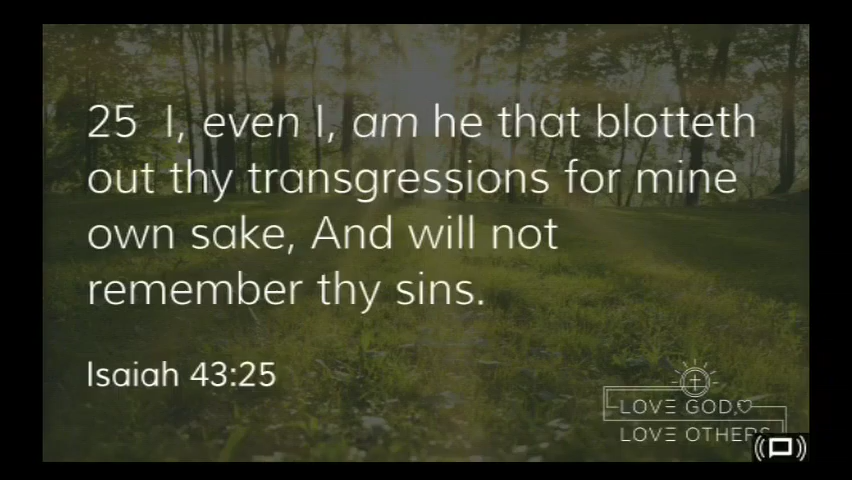 25 I, even I, am he that blotteth
out thy transgressions for mine
own sake, And will not
remember thy sins.
Isaiah 43:25
LOVE GOD,
LOVE OTHERS